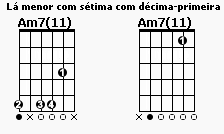 Lá menor com sétima com décima-primeira
Am7(11) Am7(11)
1 1
2 3 4
x x x x